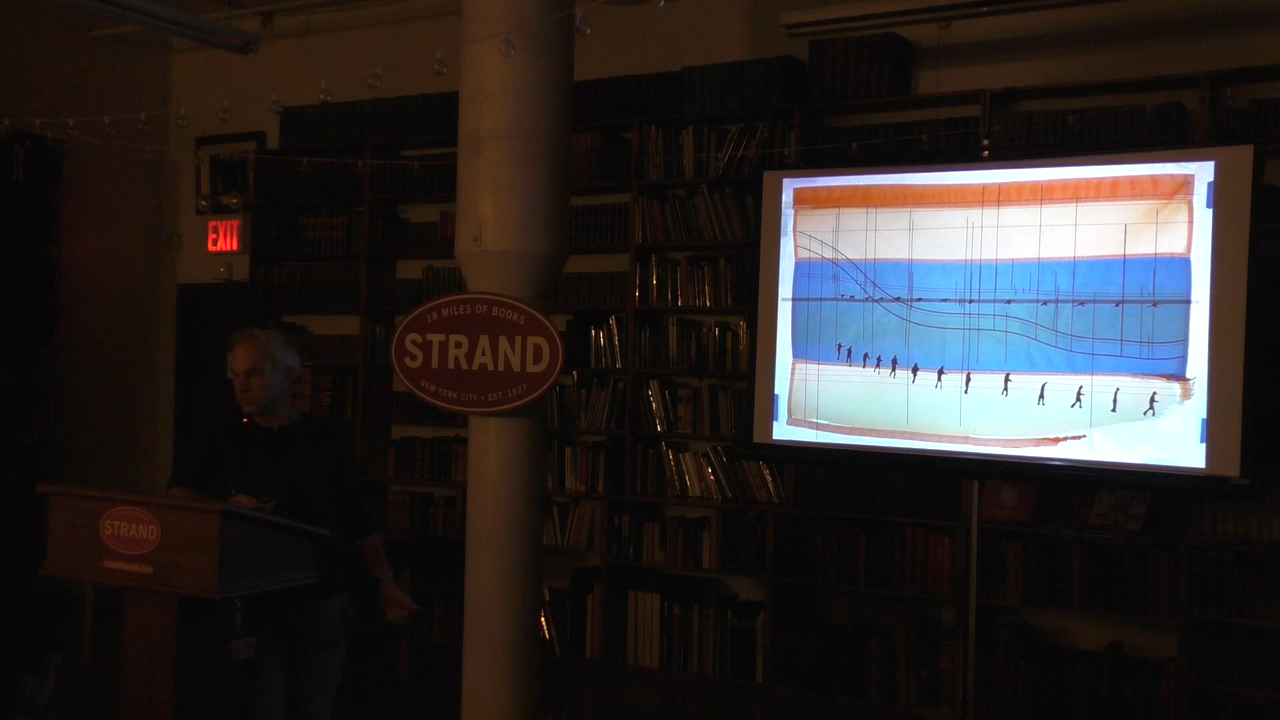 EXIT
18 MILES OF BOOKS
STRAND
NEW YORK CITY • EST. 1927
STRAND